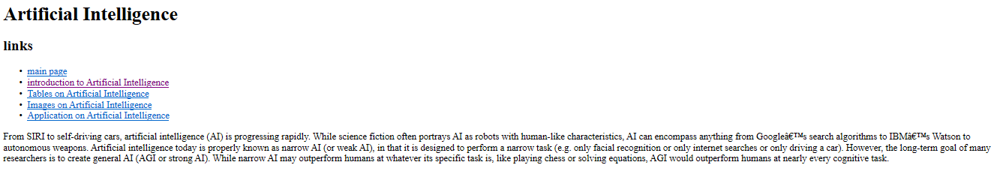 Artificial Intelligence
links
• main page
• introduction to Artificial Intelligence
• Tables on Artificial Intelligence
• Images on Artificial Intelligence
• Application on Artificial Intelligence
From SIRI to self-driving cars, artificial intelligence (AI) is progressing rapidly. While science fiction often portrays AI as robots with human-like characteristics, AI can encompass anything from Googleâ€™s search algorithms to IBMâ€™s Watson to
autonomous weapons. Artificial intelligence today is properly known as narrow AI (or weak AI), in that it is designed to perform a narrow task (e.g. only facial recognition or only internet searches or only driving a car). However, the long-term goal of many
researchers is to create general AI (AGI or strong AI). While narrow AI may outperform humans at whatever its specific task is, like playing chess or solving equations, AGI would outperform humans at nearly every cognitive task.